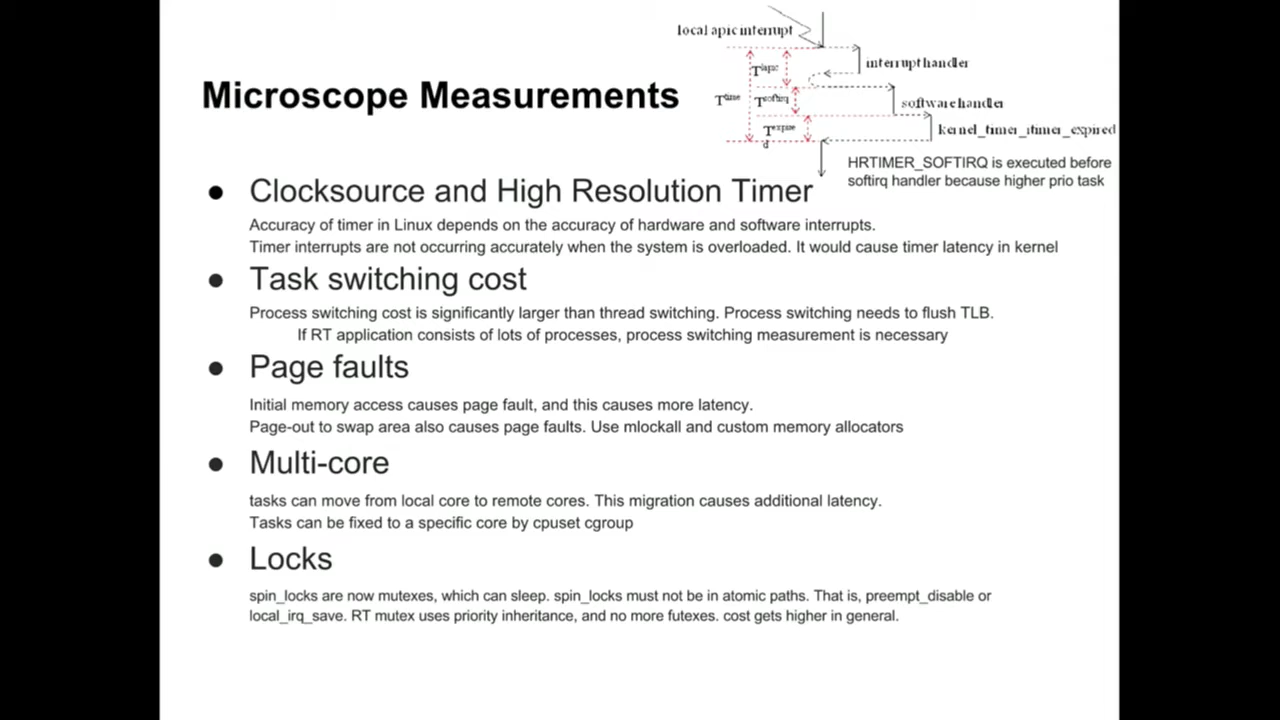 local apic interrupt
interrupt handler
Tlapic
Microscope Measurements
Ttime
Tsoftirq
software handler
kernel_timer_itimer_expired
HRTIMER_SOFTIRQ is executed before
softirq handler because higher prio task
● Clocksource and High Resolution Timer
Accuracy of timer in Linux depends on the accuracy of hardware and software interrupts.
Timer interrupts are not occurring accurately when the system is overloaded. It would cause timer latency in kernel
● Task switching cost
Process switching cost is significantly larger than thread switching. Process switching needs to flush TLB.
If RT application consists of lots of processes, process switching measurement is necessary
● Page faults
Initial memory access causes page fault, and this causes more latency.
Page-out to swap area also causes page faults. Use mlockall and custom memory allocators
● Multi-core
tasks can move from local core to remote cores. This migration causes additional latency.
Tasks can be fixed to a specific core by cpuset cgroup
● Locks
spin_locks are now mutexes, which can sleep. spin_locks must not be in atomic paths. That is, preempt_disable or
local_irq_save. RT mutex uses priority inheritance, and no more futexes. cost gets higher in general.